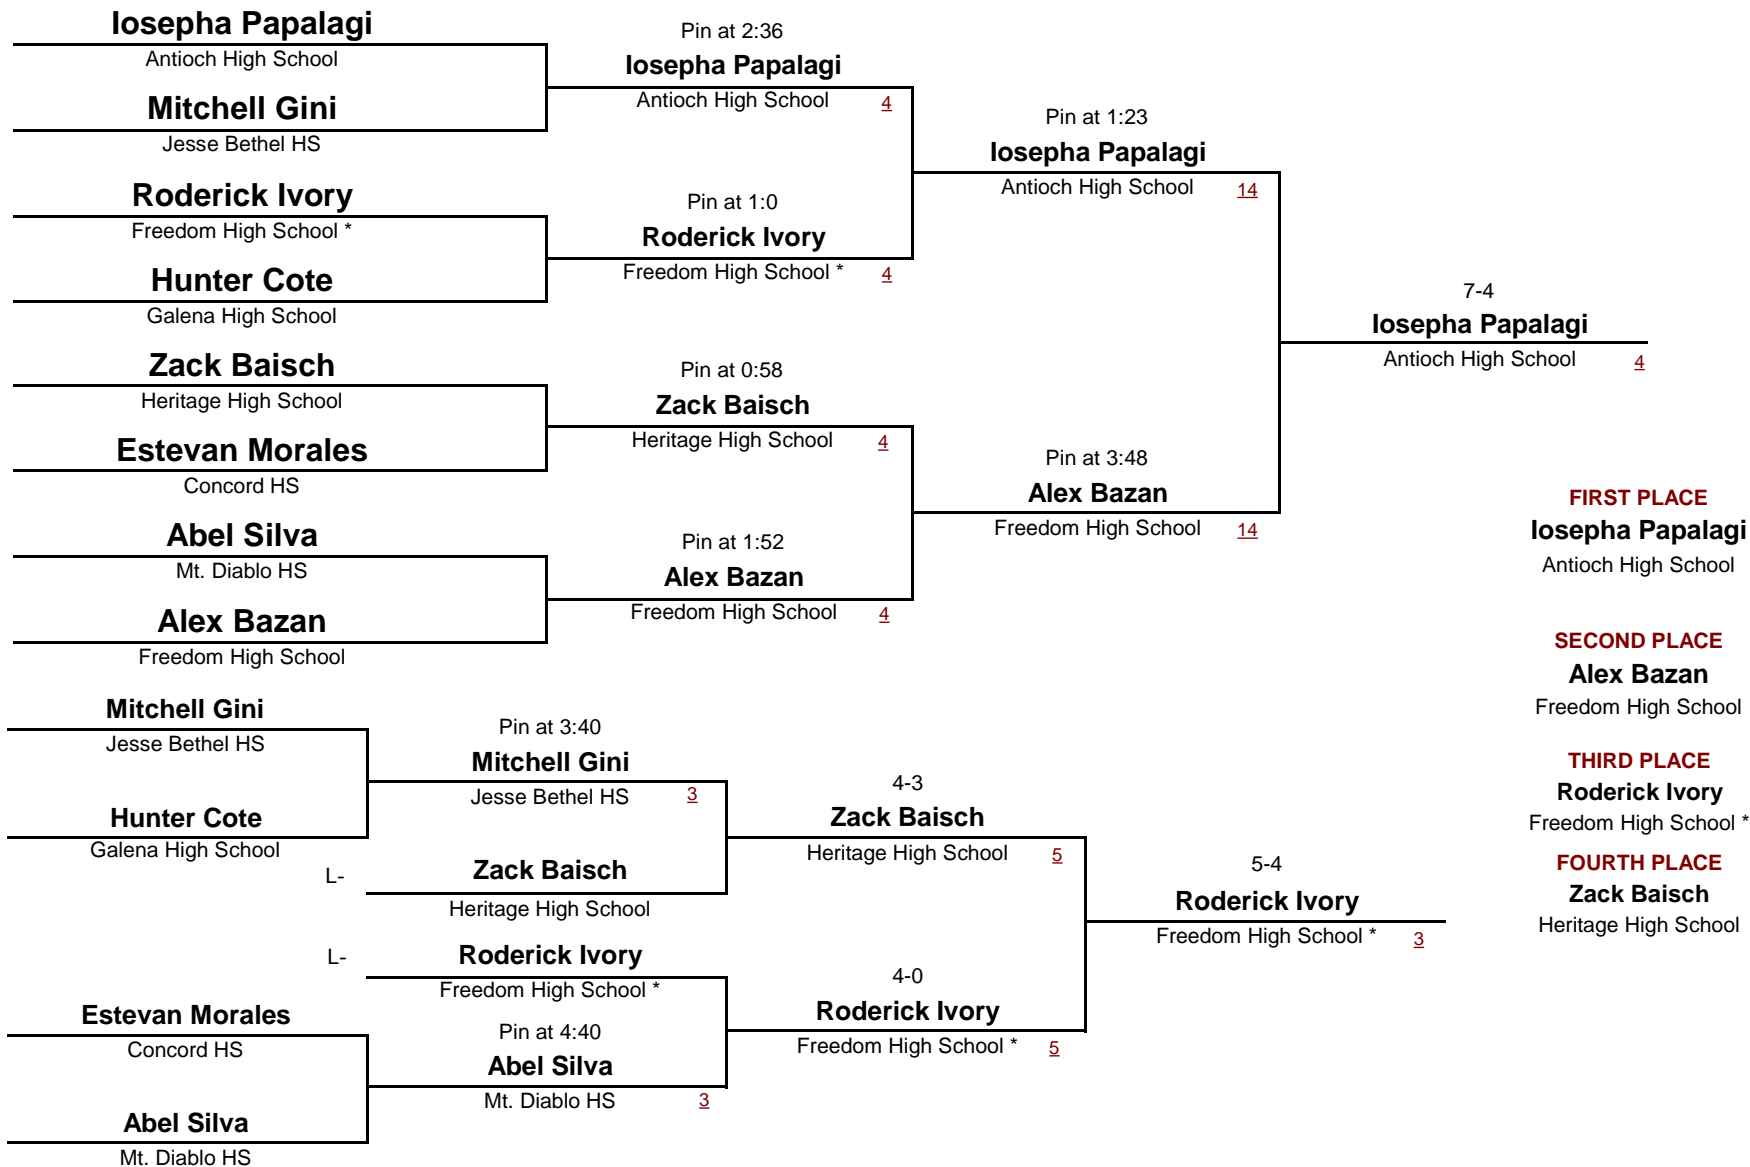 Iosepha Papalagi
Antioch High School
Mitchell Gini
Jesse Bethel HS
Roderick Ivory
Freedom High School *
Hunter Cote
Galena High School
Zack Baisch
Heritage High School
Estevan Morales
Concord HS
Abel Silva
Mt. Diablo HS
Alex Bazan
Freedom High School
Pin at 2:36
Iosepha Papalagi
Antioch High School 4
Pin at 1:0
Roderick Ivory
Freedom High School * 4
Pin at 0:58
Zack Baisch
Heritage High School 4
Pin at 1:52
Alex Bazan
Freedom High School 4
Pin at 1:23
Iosepha Papalagi
Antioch High School 14
Pin at 3:48
Alex Bazan
Freedom High School 14
7-4
Iosepha Papalagi
Antioch High School 4
FIRST PLACE
Iosepha Papalagi
Antioch High School
SECOND PLACE
Alex Bazan
Freedom High School
THIRD PLACE
Roderick Ivory
Freedom High School *
FOURTH PLACE
Zack Baisch
Heritage High School
Mitchell Gini
Jesse Bethel HS
Hunter Cote
Galena High School
Pin at 3:40
Mitchell Gini
Jesse Bethel HS 3
L- Zack Baisch
Heritage High School
L- Roderick Ivory
Freedom High School *
Estevan Morales
Concord HS
Abel Silva
Mt. Diablo HS
Pin at 4:40
Abel Silva
Mt. Diablo HS 3
4-3
Zack Baisch
Heritage High School 5
4-0
Roderick Ivory
Freedom High School * 5
5-4
Roderick Ivory
Freedom High School * 3